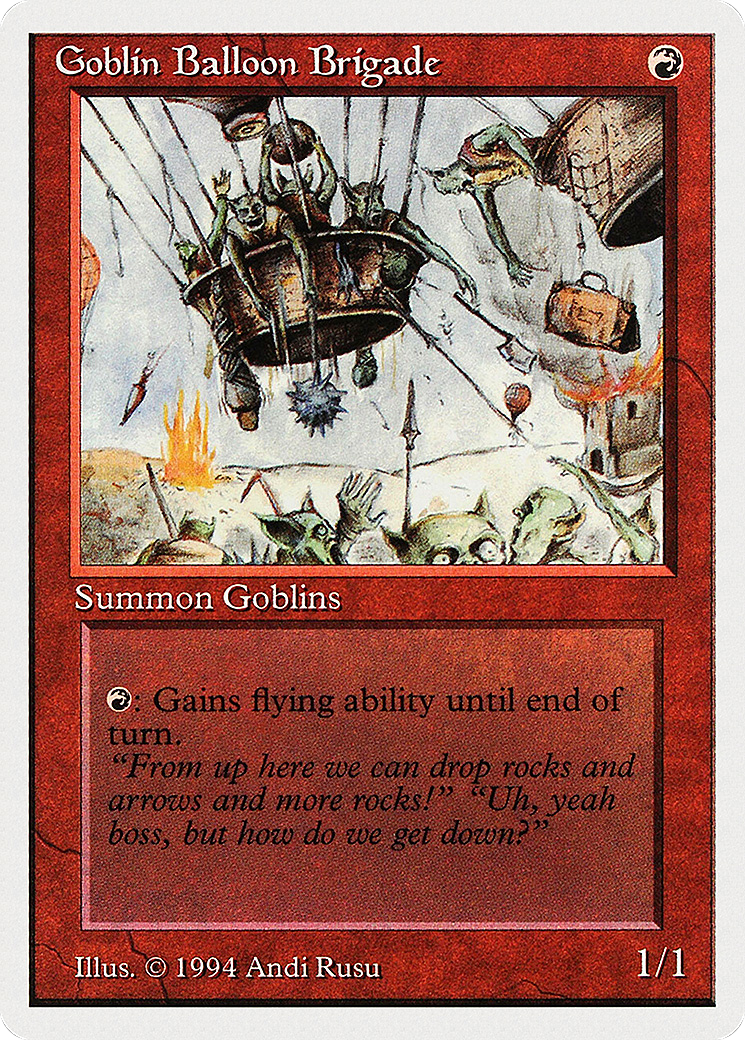 Goblin Balloon Brigade
Summon Goblins
: Gains flying ability until end of
turn.
“From up here we can drop rocks and
arrows and more rocks!” “Uh, yeah
boss, but how do we get down?”
Illus. © 1994 Andi Rusu
1/1